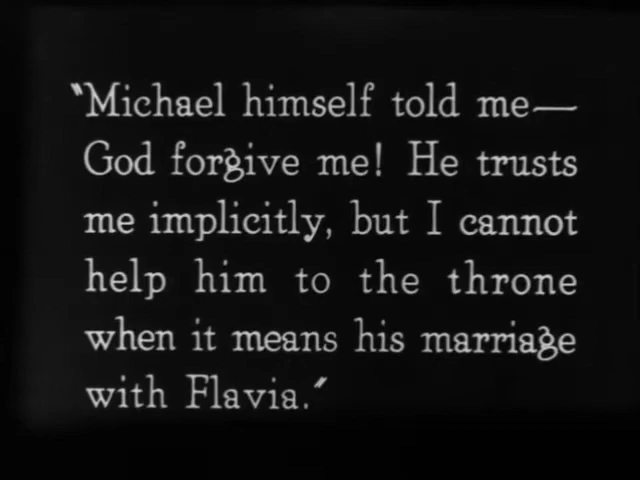 "Michael himself told me—
God forgive me! He trusts
me implicitly, but I cannot
help him to the throne
when it means his marriage
with Flavia."